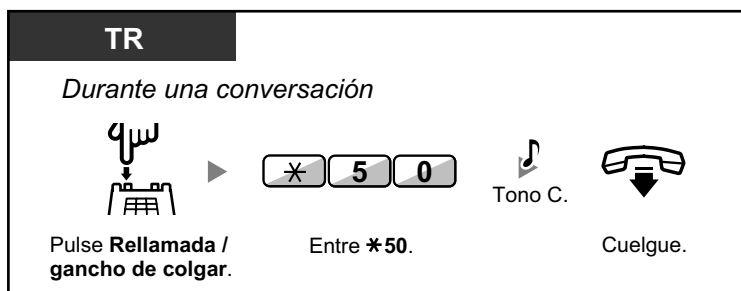 TR
Durante una conversación
* 5 0
Tono C.
Pulse Rellamada /
gancho de colgar.
Entre *50.
Cuelgue.